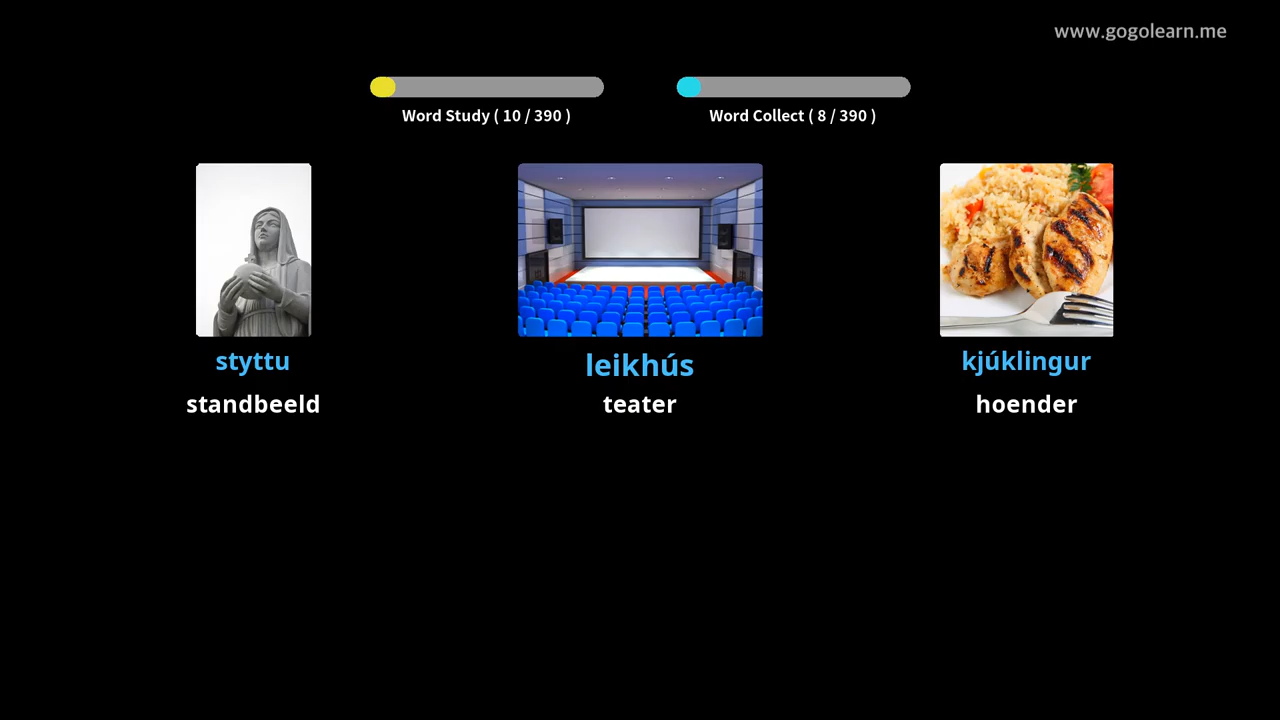 www.gogolearn.me
Word Study ( 10 / 390 )
Word Collect ( 8 / 390 )
styttu
leikhús
kjúklingur
standbeeld
teater
hoender